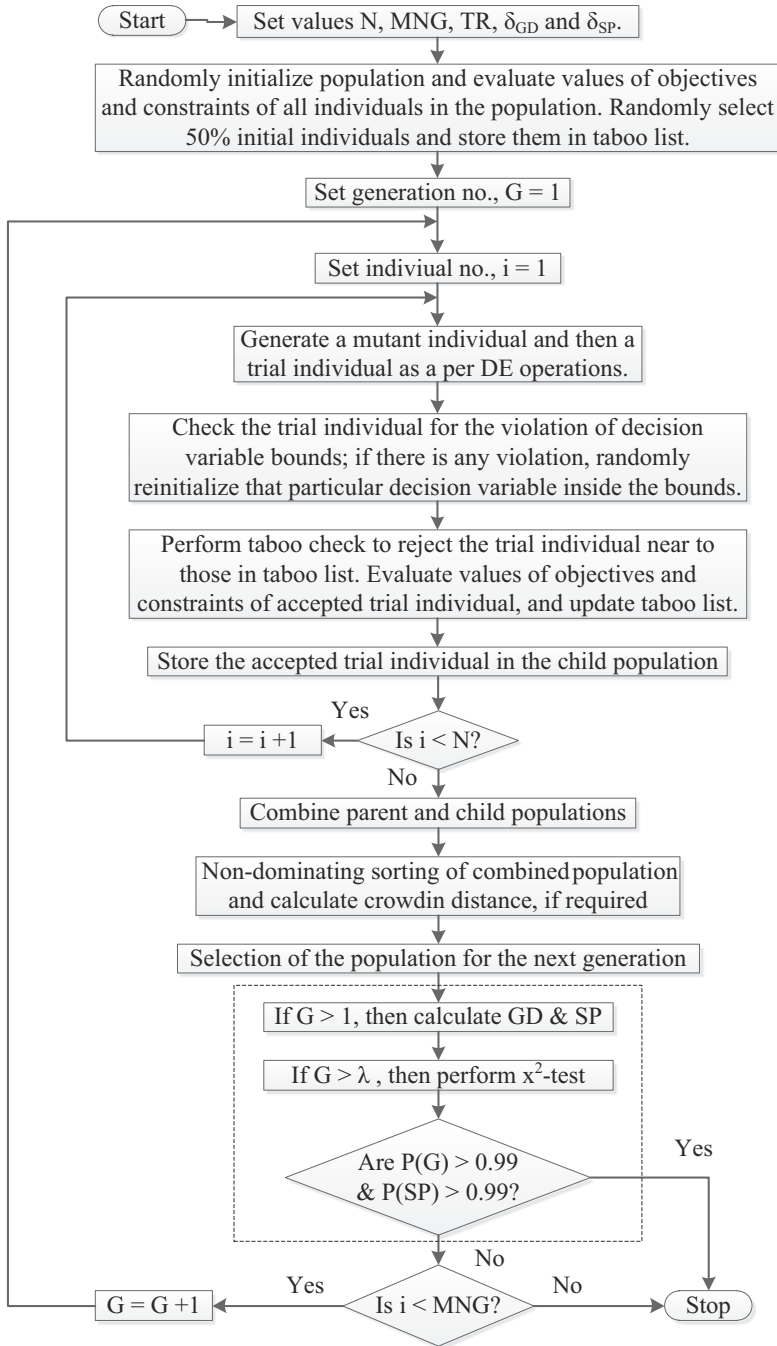 Start
Set values N, MNG, TR, δGD and δSP.
Randomly initialize population and evaluate values of objectives
and constraints of all individuals in the population. Randomly select
50% initial individuals and store them in taboo list.
Set generation no., G = 1
Set indiviual no., i = 1
Generate a mutant individual and then a
trial individual as a per DE operations.
Check the trial individual for the violation of decision
variable bounds; if there is any violation, randomly
reinitialize that particular decision variable inside the bounds.
Perform taboo check to reject the trial individual near to
those in taboo list. Evaluate values of objectives and
constraints of accepted trial individual, and update taboo list.
Store the accepted trial individual in the child population
Yes
i = i +1
Is i < N?
No
Combine parent and child populations
Non-dominating sorting of combined population
and calculate crowdin distance, if required
Selection of the population for the next generation
If G > 1, then calculate GD & SP
If G > λ , then perform x²-test
Are P(G) > 0.99
& P(SP) > 0.99?
Yes
No
Yes
No
G = G +1
Is i < MNG?
Stop